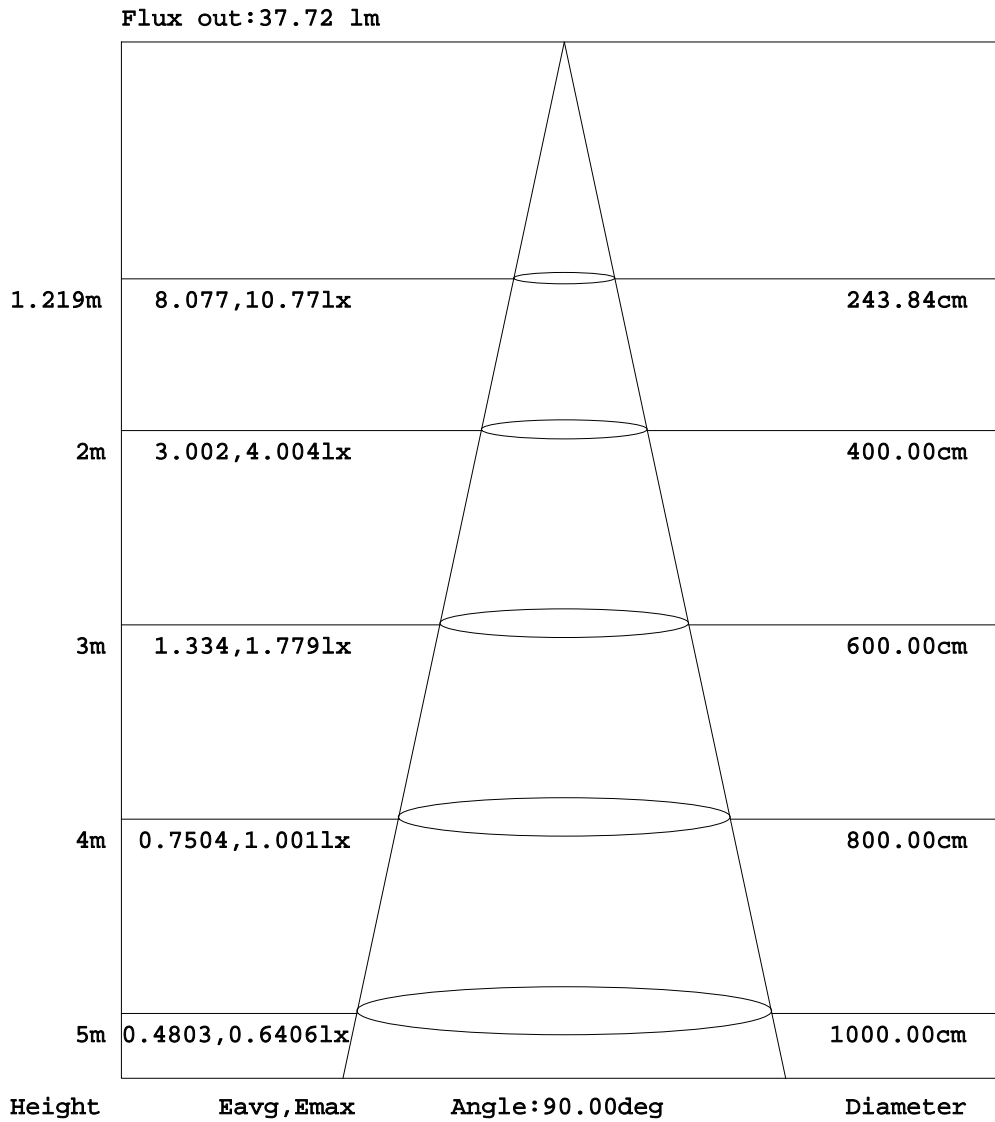 Flux out:37.72 lm
1.219m 8.077,10.77lx 243.84cm
2m 3.002,4.004lx 400.00cm
3m 1.334,1.779lx 600.00cm
4m 0.7504,1.001lx 800.00cm
5m 0.4803,0.6406lx 1000.00cm
Height Eavg,Emax Angle:90.00deg Diameter